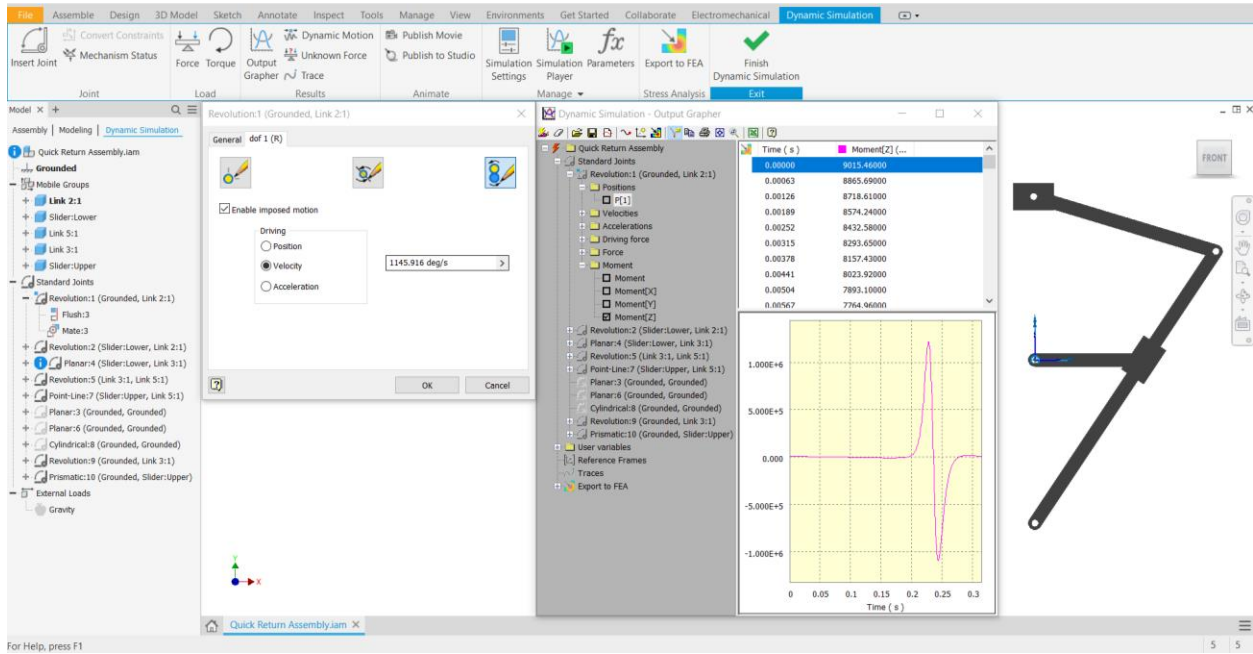 File Assemble Design 3D Model Sketch Annotate Inspect Tools Manage View Environments Get Started Collaborate Electromechanical Dynamic Simulation
Insert Joint
Convert Constraints
Mechanism Status
Joint
Force Torque
Load
Output Grapher
Dynamic Motion
Unknown Force
Trace
Results
Publish Movie
Publish to Studio
Animate
Simulation Settings
Simulation Player
fx
Parameters
Manage
Export to FEA
Stress Analysis
Finish Dynamic Simulation
Exit
Model × +
Assembly | Modeling | Dynamic Simulation
Quick Return Assembly.iam
Grounded
Mobile Groups
Link 2:1
Slider:Lower
Link 5:1
Link 3:1
Slider:Upper
Standard Joints
Revolution:1 (Grounded, Link 2:1)
Flush:3
Mate:3
Revolution:2 (Slider:Lower, Link 2:1)
Planar:4 (Slider:Lower, Link 3:1)
Revolution:5 (Link 3:1, Link 5:1)
Point-Line:7 (Slider:Upper, Link 5:1)
Planar:3 (Grounded, Grounded)
Planar:6 (Grounded, Grounded)
Cylindrical:8 (Grounded, Grounded)
Revolution:9 (Grounded, Link 3:1)
Prismatic:10 (Grounded, Slider:Upper)
External Loads
Gravity
Revolution:1 (Grounded, Link 2:1)
General dof 1 (R)
Enable imposed motion
Driving
Position
Velocity
Acceleration
1145.916 deg/s >
OK Cancel
Y
X
Dynamic Simulation - Output Grapher
Quick Return Assembly
Standard Joints
Revolution:1 (Grounded, Link 2:1)
Positions
P[1]
Velocities
Accelerations
Driving force
Force
Moment
Moment
Moment[X]
Moment[Y]
Moment[Z]
Revolution:2 (Slider:Lower, Link 2:1)
Planar:4 (Slider:Lower, Link 3:1)
Revolution:5 (Link 3:1, Link 5:1)
Point-Line:7 (Slider:Upper, Link 5:1)
Planar:3 (Grounded, Grounded)
Planar:6 (Grounded, Grounded)
Cylindrical:8 (Grounded, Grounded)
Revolution:9 (Grounded, Link 3:1)
Prismatic:10 (Grounded, Slider:Upper)
User variables
Reference Frames
Traces
Export to FEA
Time ( s ) Moment[Z] (...
0.00000 9015.46000
0.00063 8865.69000
0.00126 8718.61000
0.00189 8574.24000
0.00252 8432.58000
0.00315 8293.65000
0.00378 8157.43000
0.00441 8023.92000
0.00504 7893.10000
0.00567 7764.96000
1.000E+6
5.000E+5
0.000
-5.000E+5
-1.000E+6
0 0.05 0.1 0.15 0.2 0.25 0.3
Time ( s )
FRONT
Quick Return Assembly.iam ×
For Help, press F1
5 5